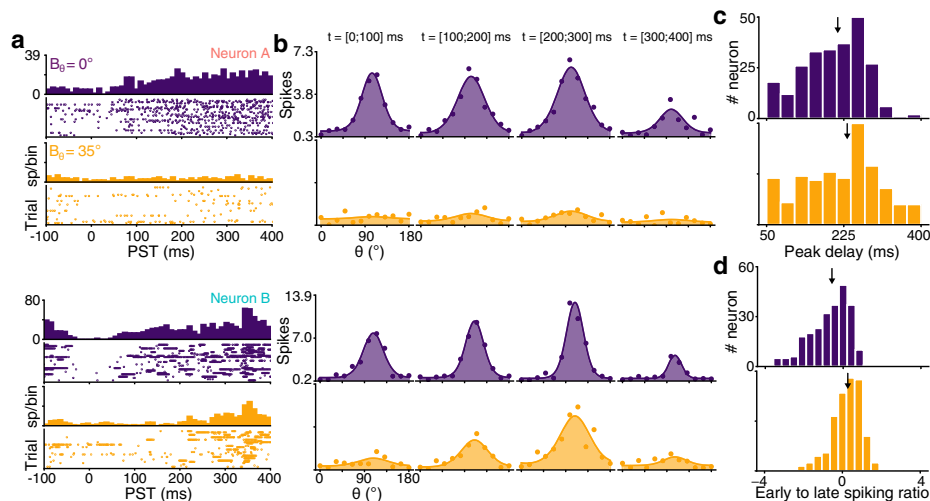 a
39
Bθ = 0°
Neuron A
0
sp/bin
Bθ = 35°
Trial
-100 0 100 200 300 400
PST (ms)
b
t = [0;100] ms
t = [100;200] ms
t = [200;300] ms
t = [300;400] ms
7.3
3.8
0.3
Spikes
0 90 180
θ (°)
c
50
25
0
# neuron
50 225 400
Peak delay (ms)
80
Neuron B
0
sp/bin
Trial
-100 0 100 200 300 400
PST (ms)
13.9
7.0
0.2
Spikes
0 90 180
θ (°)
d
60
30
0
# neuron
−4 0 4
Early to late spiking ratio